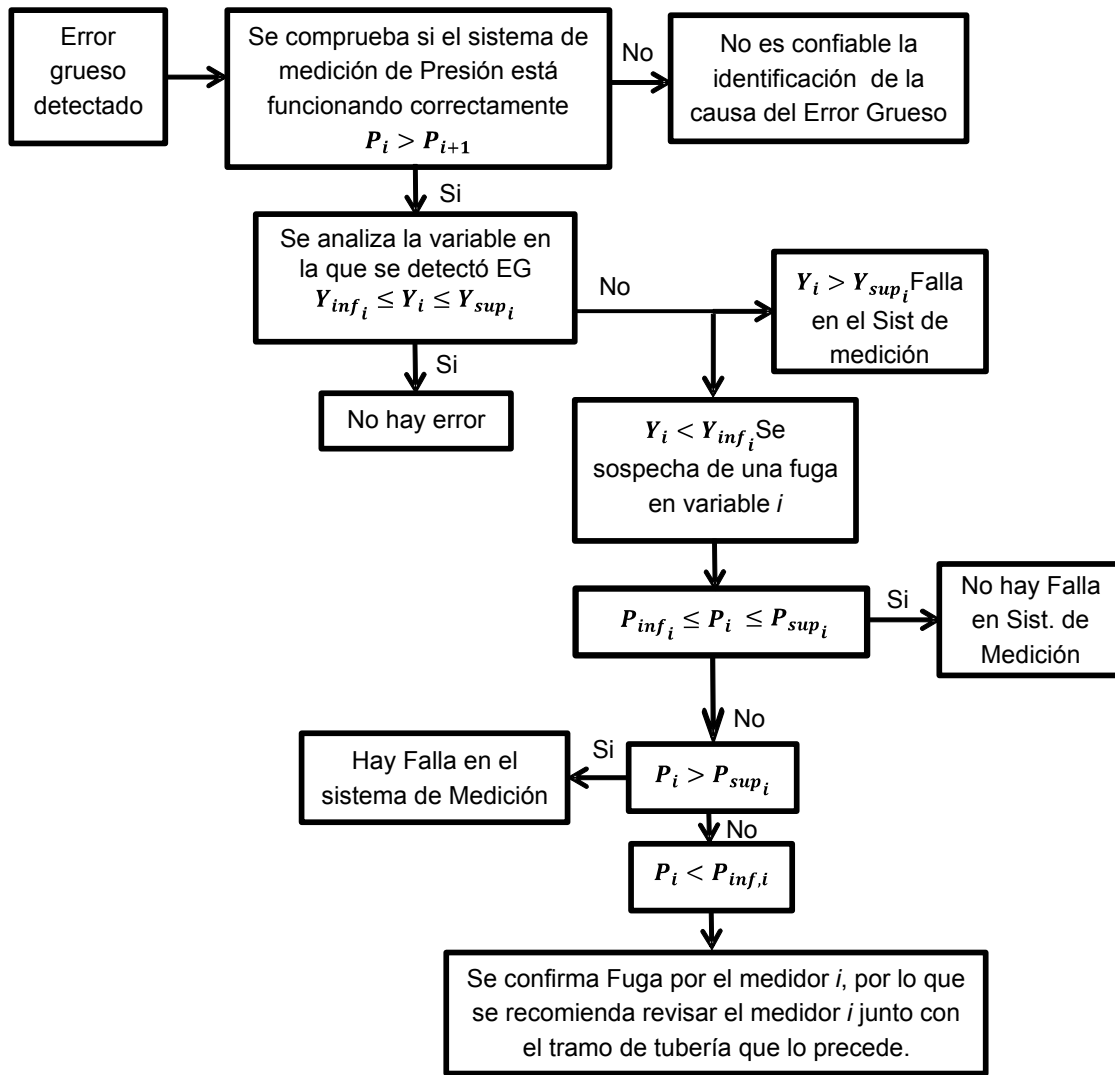 Error
grueso
detectado
Se comprueba si el sistema de
medición de Presión está
funcionando correctamente
P_i > P_{i+1}
No
No es confiable la
identificación de la
causa del Error Grueso
Si
Se analiza la variable en
la que se detectó EG
Y_{inf_i} ≤ Y_i ≤ Y_{sup_i}
No
Y_i > Y_{sup_i}Falla
en el Sist de
medición
Si
No hay error
Y_i < Y_{inf_i}Se
sospecha de una fuga
en variable i
P_{inf_i} ≤ P_i ≤ P_{sup_i}
Si
No hay Falla
en Sist. de
Medición
No
Hay Falla en el
sistema de Medición
Si
P_i > P_{sup_i}
No
P_i < P_{inf,i}
Se confirma Fuga por el medidor i, por lo que
se recomienda revisar el medidor i junto con
el tramo de tubería que lo precede.